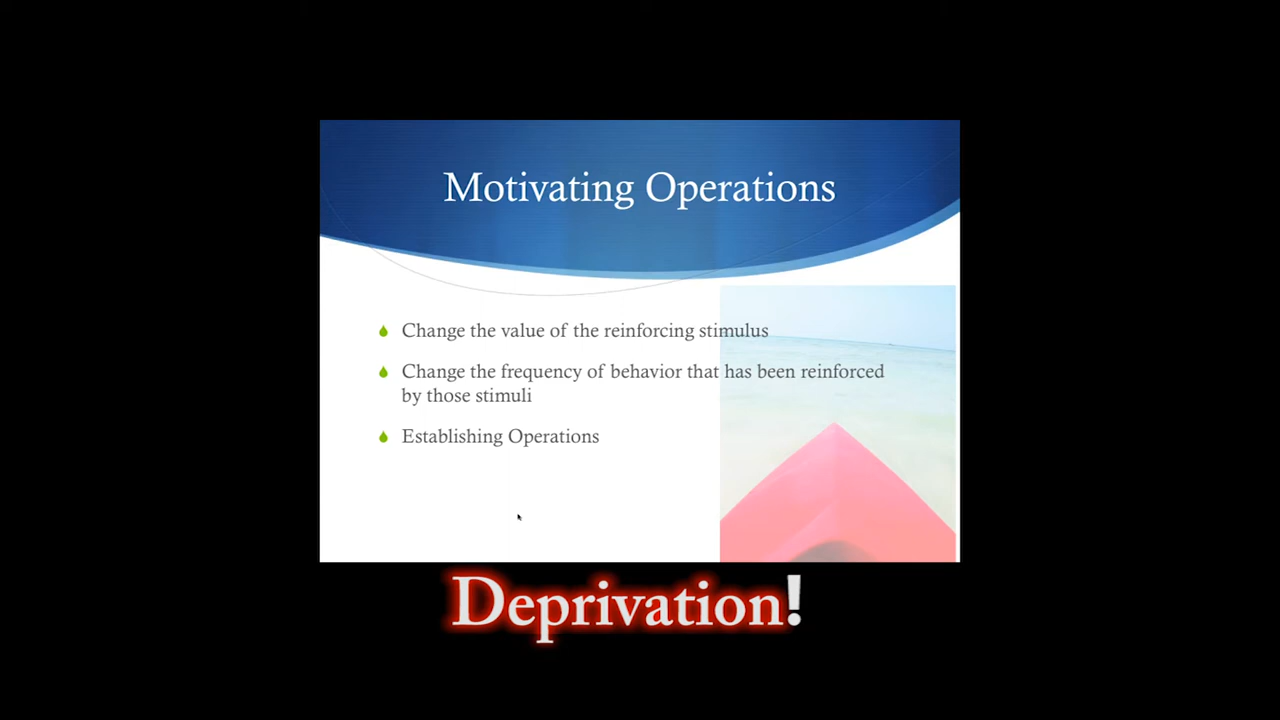 Motivating Operations
Change the value of the reinforcing stimulus
Change the frequency of behavior that has been reinforced
by those stimuli
Establishing Operations
Deprivation!